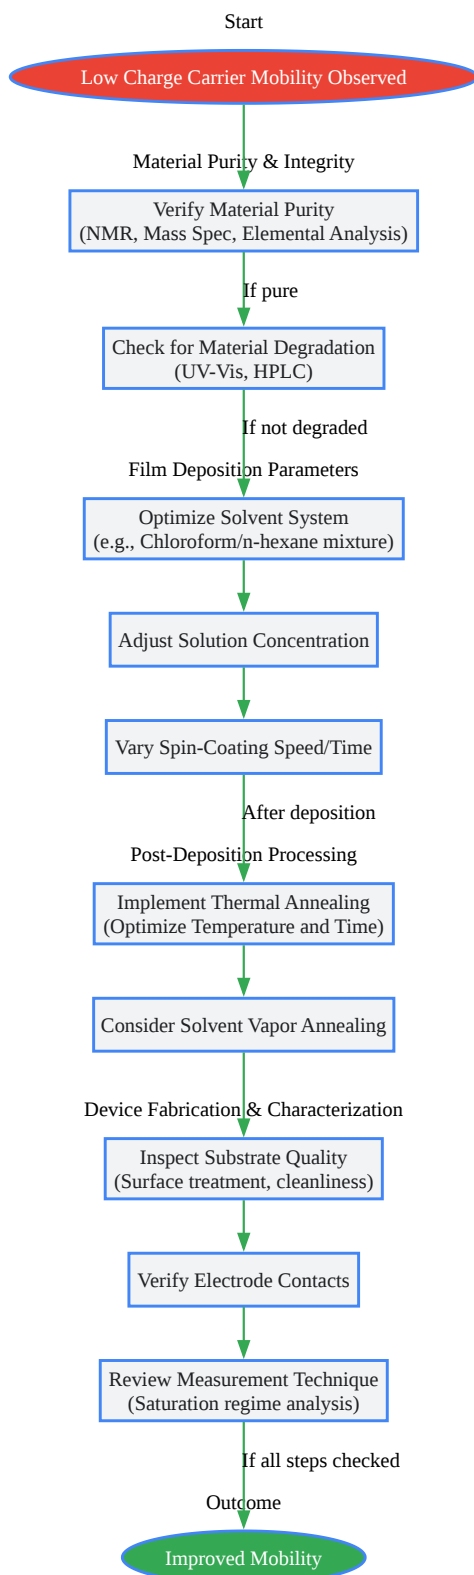 Start
Low Charge Carrier Mobility Observed
Material Purity & Integrity
Verify Material Purity
(NMR, Mass Spec, Elemental Analysis)
If pure
Check for Material Degradation
(UV-Vis, HPLC)
If not degraded
Film Deposition Parameters
Optimize Solvent System
(e.g., Chloroform/n-hexane mixture)
Adjust Solution Concentration
Vary Spin-Coating Speed/Time
After deposition
Post-Deposition Processing
Implement Thermal Annealing
(Optimize Temperature and Time)
Consider Solvent Vapor Annealing
Device Fabrication & Characterization
Inspect Substrate Quality
(Surface treatment, cleanliness)
Verify Electrode Contacts
Review Measurement Technique
(Saturation regime analysis)
If all steps checked
Outcome
Improved Mobility